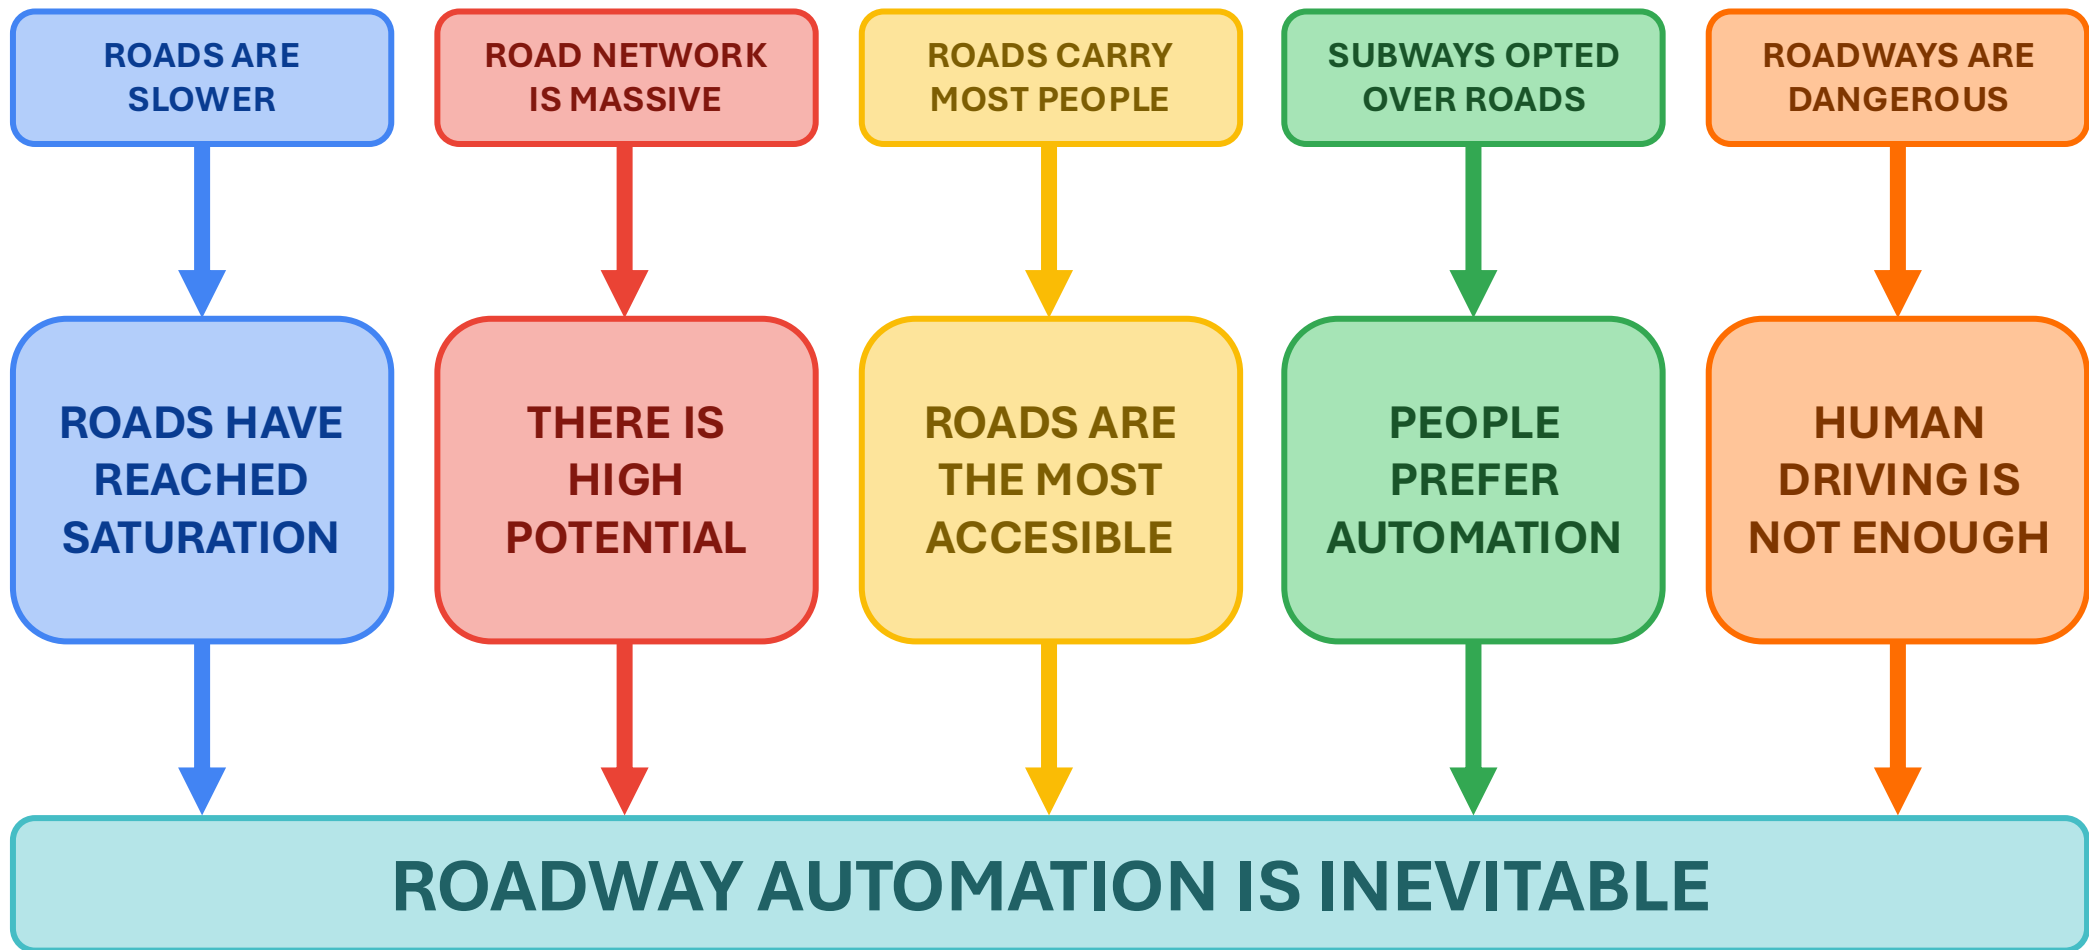 ROADS ARE
SLOWER
ROAD NETWORK
IS MASSIVE
ROADS CARRY
MOST PEOPLE
SUBWAYS OPTED
OVER ROADS
ROADWAYS ARE
DANGEROUS
ROADS HAVE
REACHED
SATURATION
THERE IS
HIGH
POTENTIAL
ROADS ARE
THE MOST
ACCESIBLE
PEOPLE
PREFER
AUTOMATION
HUMAN
DRIVING IS
NOT ENOUGH
ROADWAY AUTOMATION IS INEVITABLE